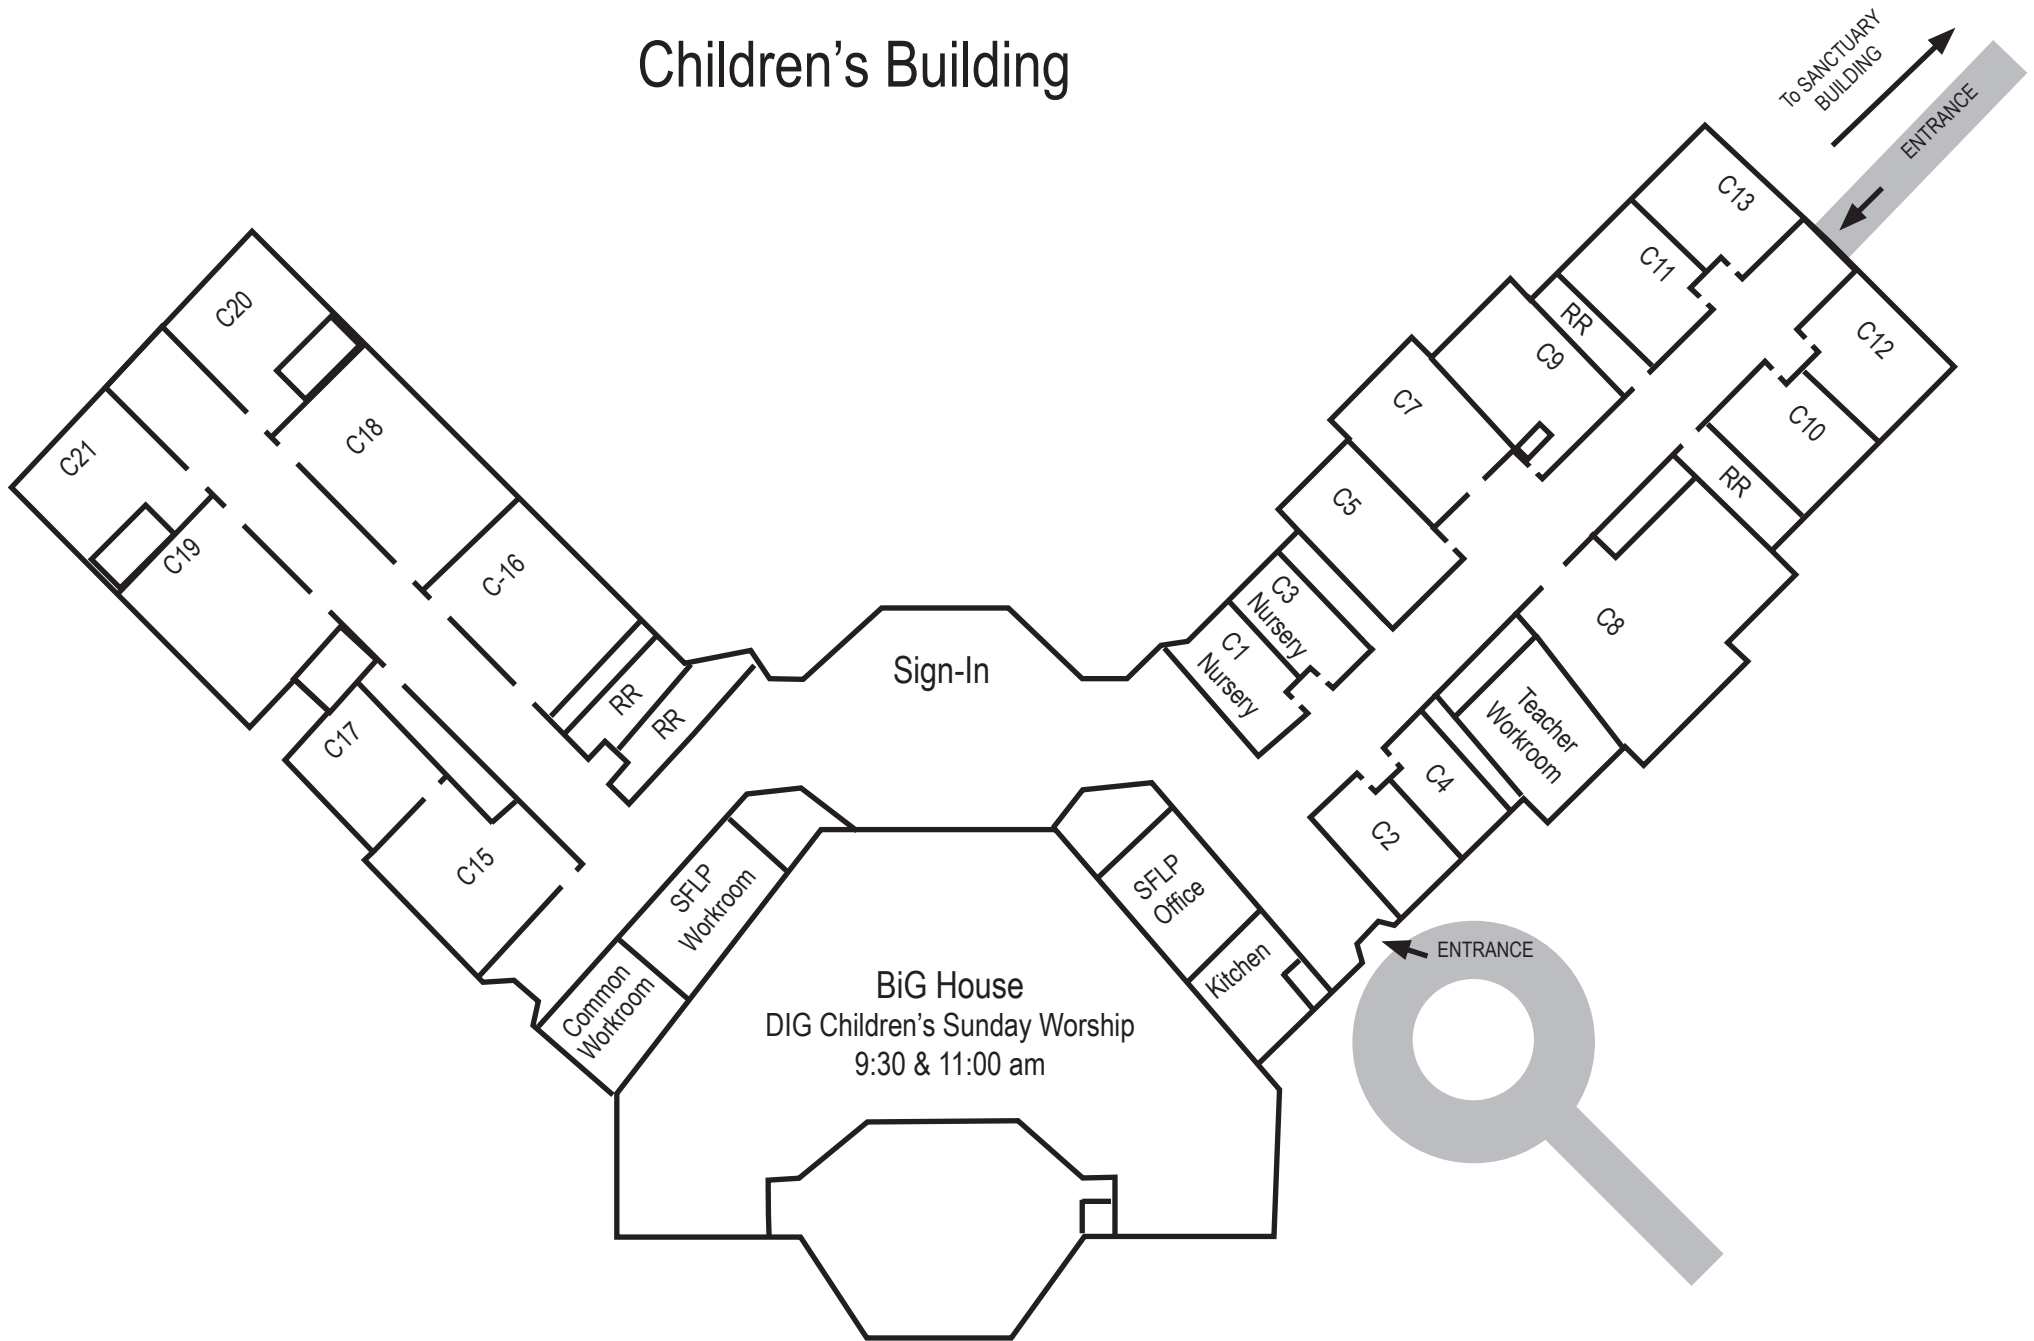 Children’s Building
To SANCTUARY
BUILDING
ENTRANCE
C13
C11
RR
C9
C12
C10
RR
C7
C5
C8
C3
Nursery
C1
Nursery
Teacher
Workroom
C4
C2
C20
C21
C18
C19
C-16
C17
C15
RR
RR
Sign-In
SFLP
Workroom
Common
Workroom
SFLP
Office
Kitchen
ENTRANCE
BiG House
DIG Children’s Sunday Worship
9:30 & 11:00 am